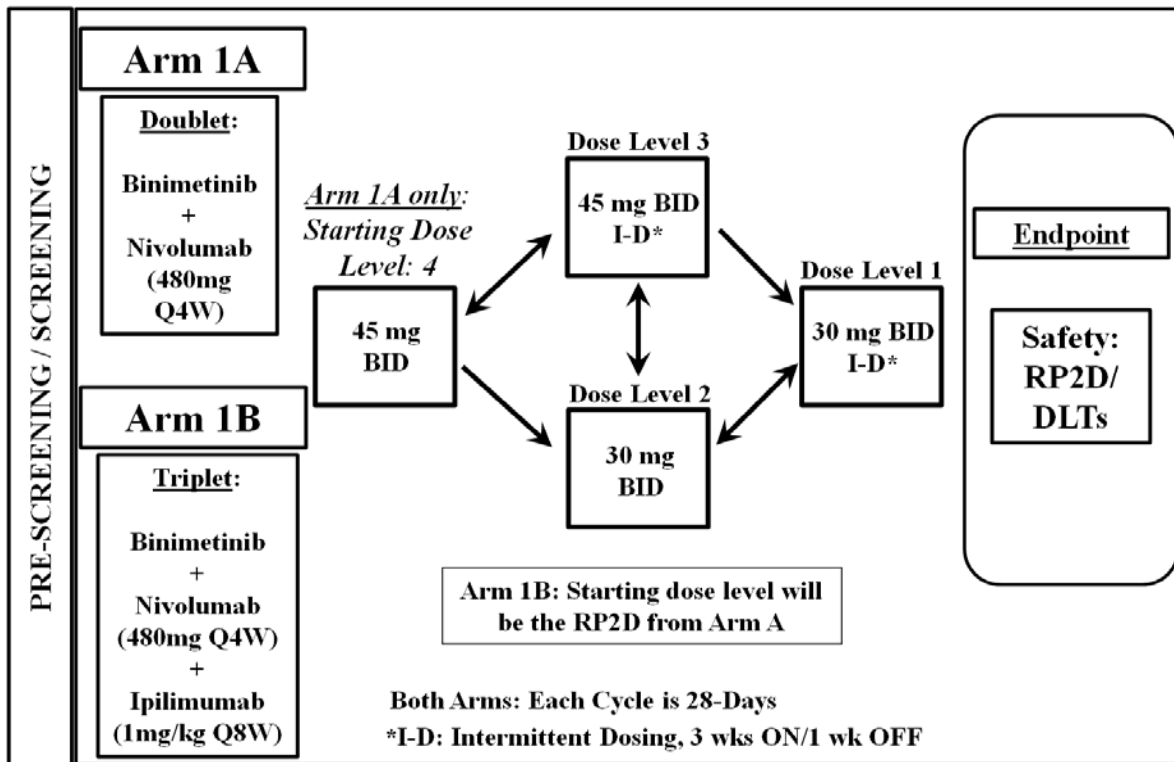 PRE-SCREENING / SCREENING
Arm 1A
Doublet:
Binimetinib
+
Nivolumab
(480mg
Q4W)
Arm 1B
Triplet:
Binimetinib
+
Nivolumab
(480mg Q4W)
+
Ipilimumab
(1mg/kg Q8W)
Arm 1A only:
Starting Dose
Level: 4
45 mg
BID
Dose Level 3
45 mg BID
I-D*
Dose Level 2
30 mg
BID
Dose Level 1
30 mg BID
I-D*
Arm 1B: Starting dose level will
be the RP2D from Arm A
Both Arms: Each Cycle is 28-Days
*I-D: Intermittent Dosing, 3 wks ON/1 wk OFF
Endpoint
Safety:
RP2D/
DLTs